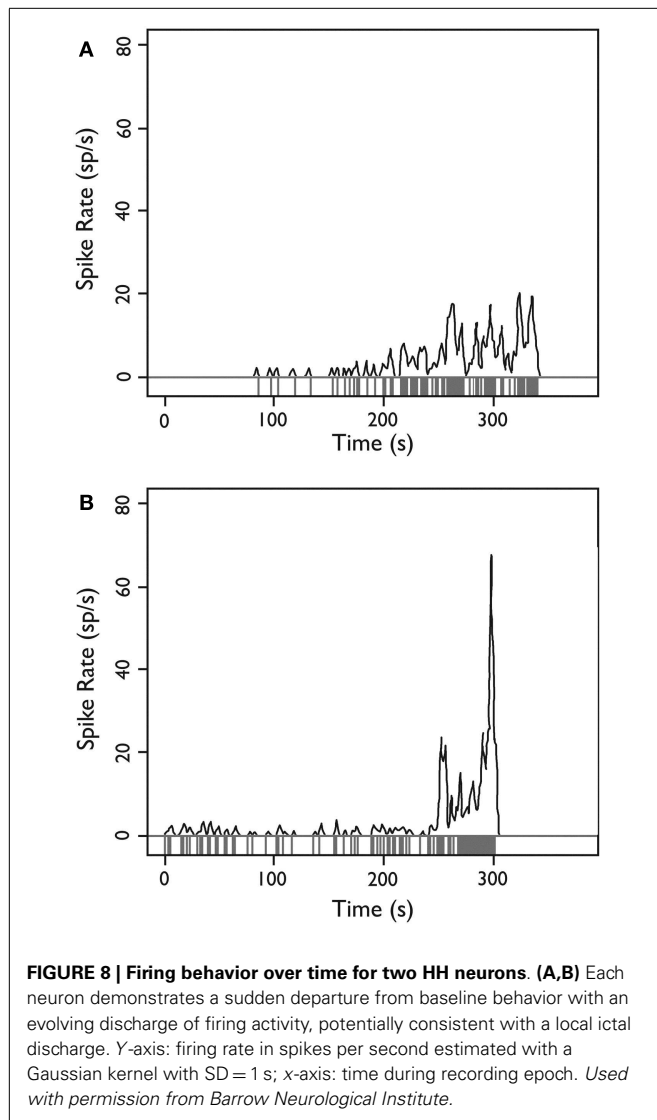 A
80
60
40
20
0
Spike Rate (sp/s)
0 100 200 300
Time (s)
B
80
60
40
20
0
Spike Rate (sp/s)
0 100 200 300
Time (s)
FIGURE 8 | Firing behavior over time for two HH neurons. (A,B) Each
neuron demonstrates a sudden departure from baseline behavior with an
evolving discharge of firing activity, potentially consistent with a local ictal
discharge. Y-axis: firing rate in spikes per second estimated with a
Gaussian kernel with SD = 1 s; x-axis: time during recording epoch. Used
with permission from Barrow Neurological Institute.